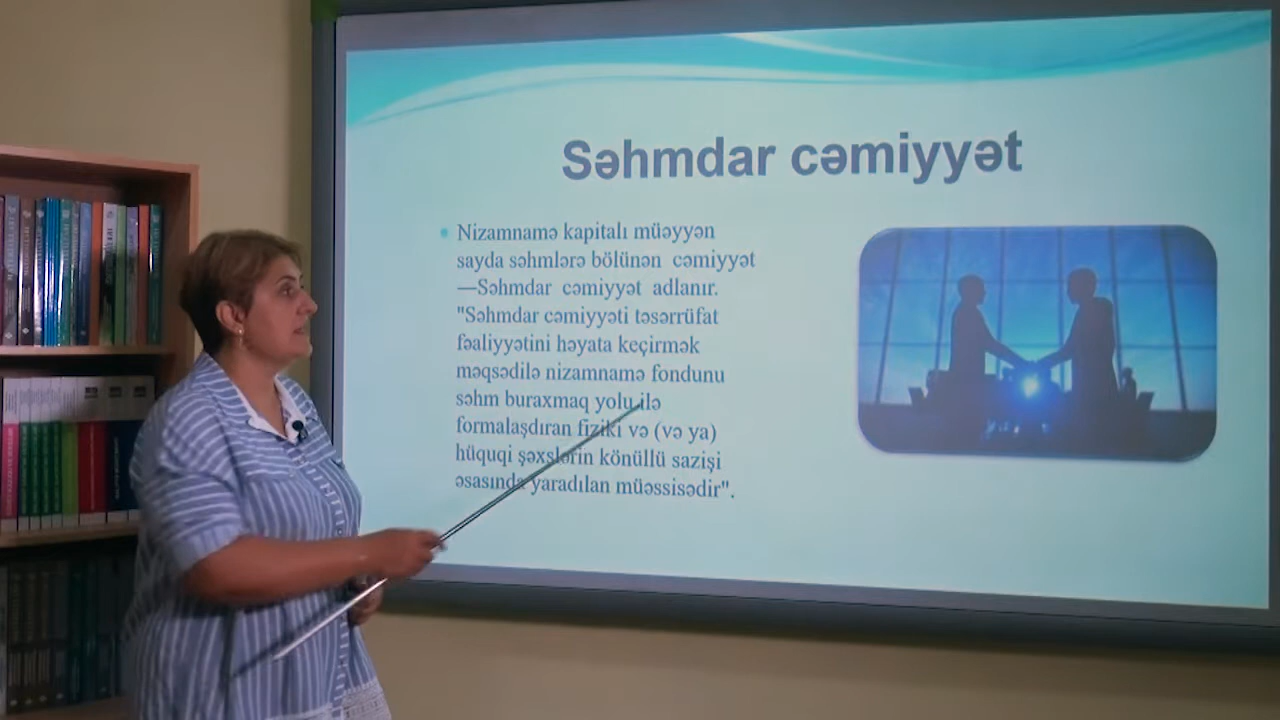 Səhmdar cəmiyyət
Nizamnamə kapitalı müəyyən
sayda səhmlərə bölünən cəmiyyət
—Səhmdar cəmiyyət adlanır.
"Səhmdar cəmiyyəti təsərrüfat
fəaliyyətini həyata keçirmək
məqsədilə nizamnamə fondunu
səhm buraxmaq yolu ilə
formalaşdıran fiziki və (və ya)
hüquqi şəxslərin könüllü sazişi
əsasında yaradılan müəssisədir".